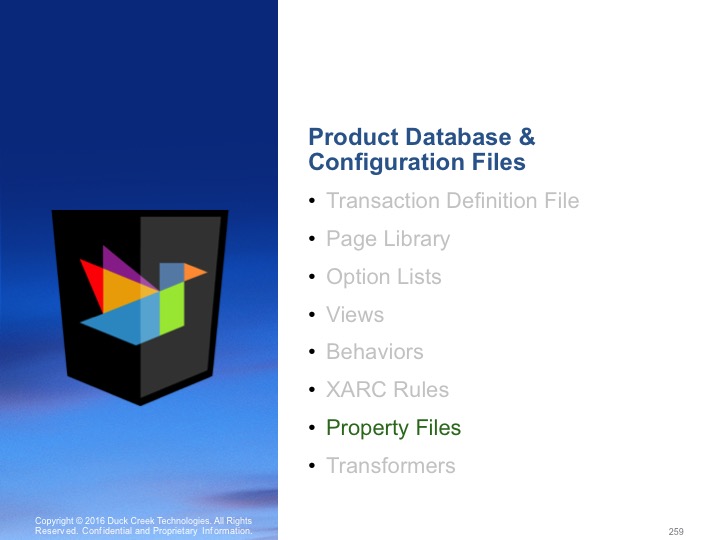 Product Database &
Configuration Files
• Transaction Definition File
• Page Library
• Option Lists
• Views
• Behaviors
• XARC Rules
• Property Files
• Transformers
Copyright © 2016 Duck Creek Technologies. All Rights
Reserved. Confidential and Proprietary Information.
259